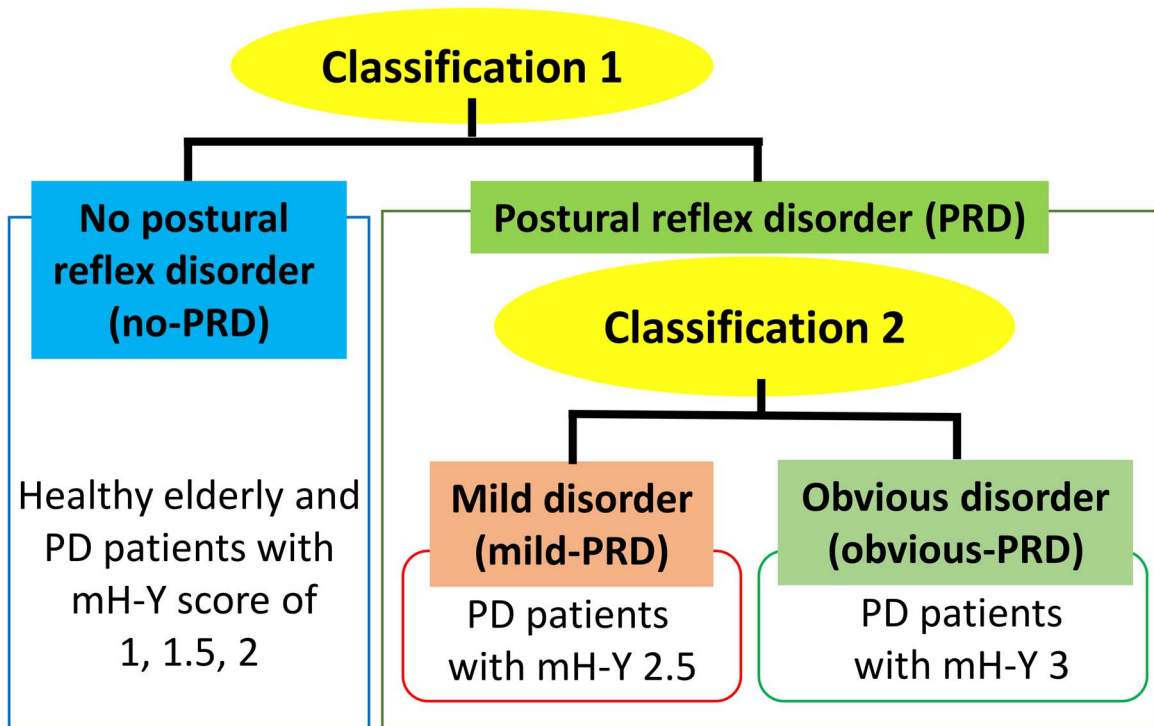 Classification 1
No postural
reflex disorder
(no-PRD)
Healthy elderly and
PD patients with
mH-Y score of
1, 1.5, 2
Postural reflex disorder (PRD)
Classification 2
Mild disorder
(mild-PRD)
PD patients
with mH-Y 2.5
Obvious disorder
(obvious-PRD)
PD patients
with mH-Y 3